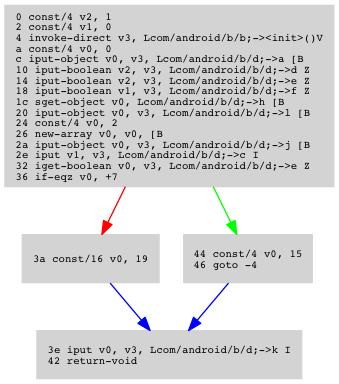 0 const/4 v2, 1
2 const/4 v1, 0
4 invoke-direct v3, Lcom/android/b/b;-><init>()V
a const/4 v0, 0
c iput-object v0, v3, Lcom/android/b/d;->a [B
10 iput-boolean v2, v3, Lcom/android/b/d;->d Z
14 iput-boolean v2, v3, Lcom/android/b/d;->e Z
18 iput-boolean v1, v3, Lcom/android/b/d;->f Z
1c sget-object v0, Lcom/android/b/d;->h [B
20 iput-object v0, v3, Lcom/android/b/d;->l [B
24 const/4 v0, 2
26 new-array v0, v0, [B
2a iput-object v0, v3, Lcom/android/b/d;->j [B
2e iput v1, v3, Lcom/android/b/d;->c I
32 iget-boolean v0, v3, Lcom/android/b/d;->e Z
36 if-eqz v0, +7
3a const/16 v0, 19
44 const/4 v0, 15
46 goto -4
3e iput v0, v3, Lcom/android/b/d;->k I
42 return-void